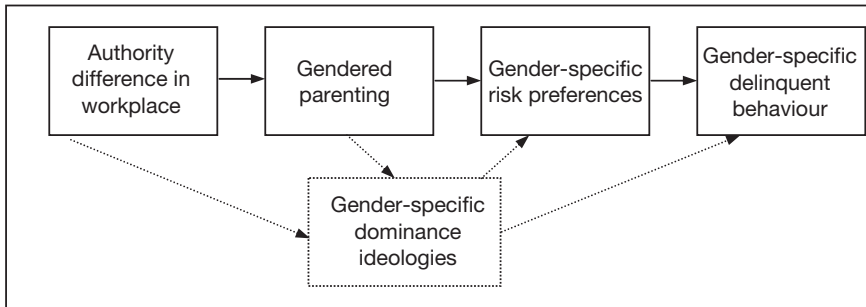 Authority
difference in
workplace
Gendered
parenting
Gender-specific
risk preferences
Gender-specific
delinquent
behaviour
Gender-specific
dominance
ideologies